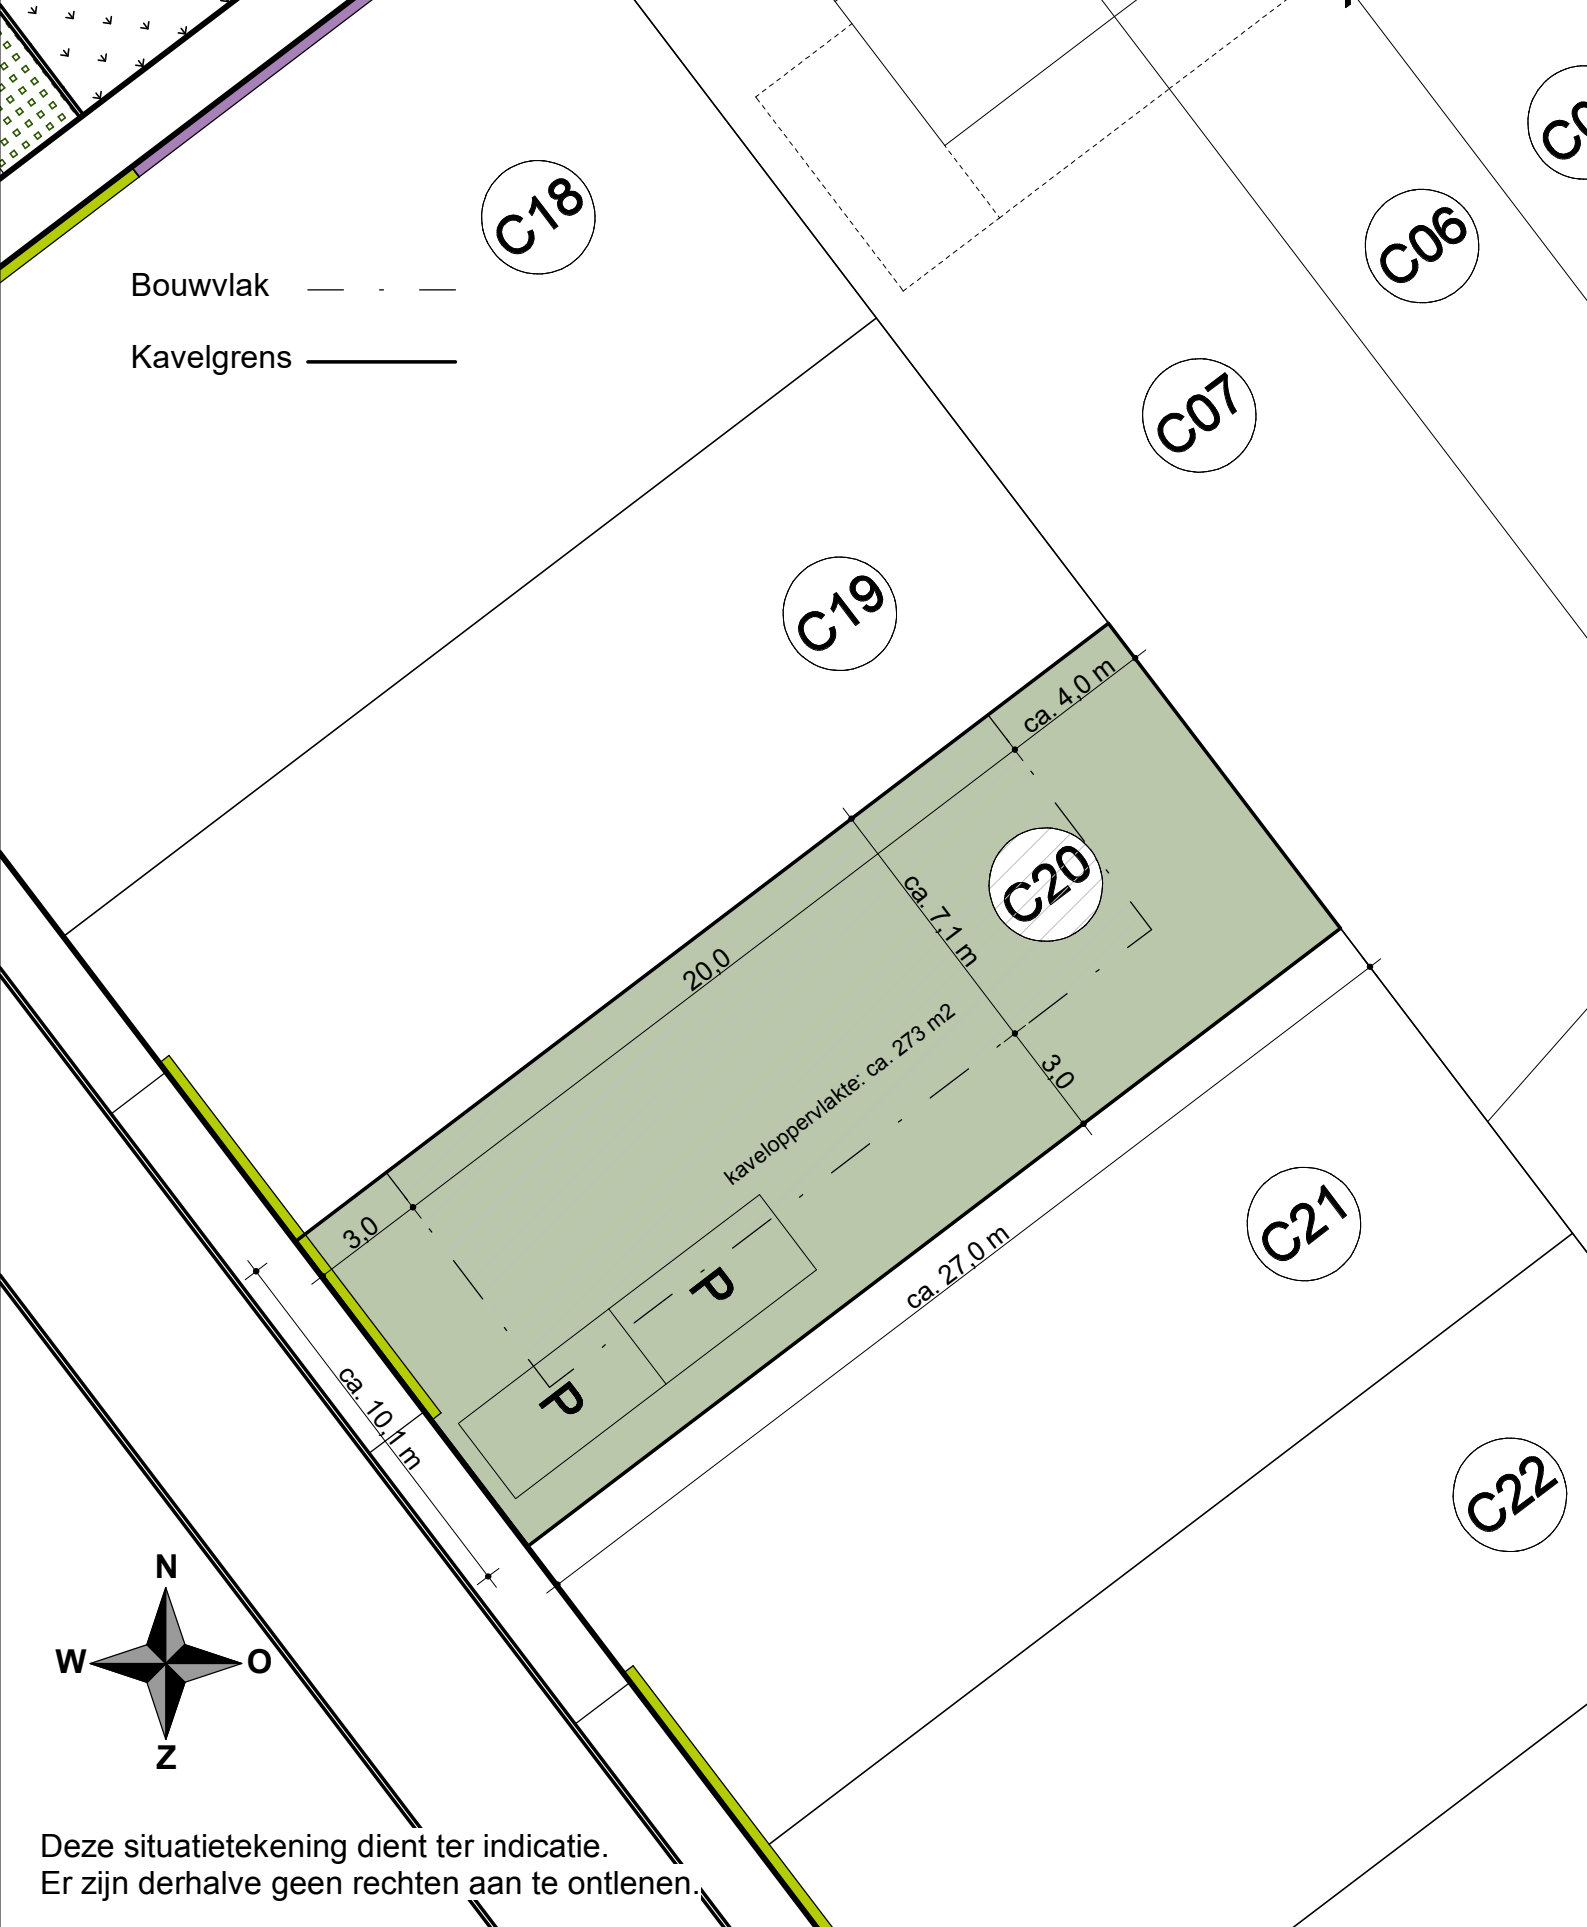 C18
C06
Bouwvlak
Kavelgrens
C07
C19
ca. 4,0 m
C20
ca. 7,1 m
20,0
kaveloppervlakte: ca. 273 m2
3,0
3,0
P
P
C21
ca. 27,0 m
ca. 10,1 m
C22
N
W
O
Z
Deze situatietekening dient ter indicatie.
Er zijn derhalve geen rechten aan te ontlenen.